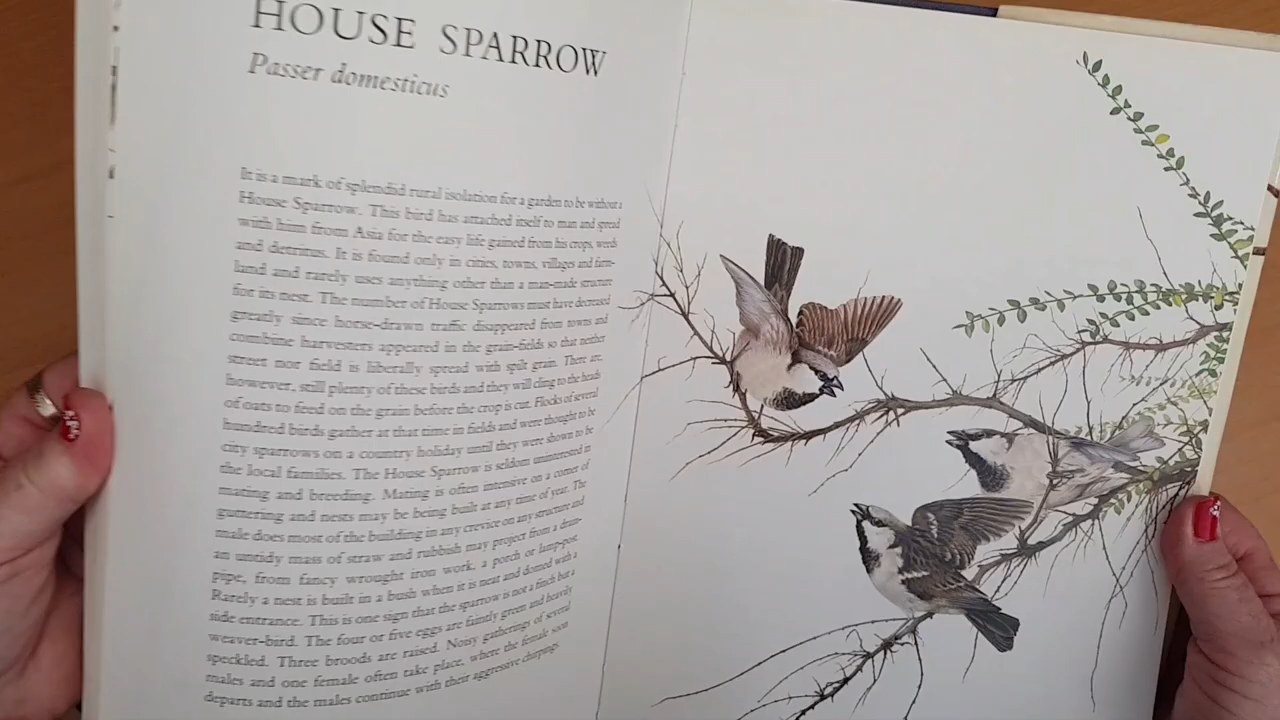 HOUSE SPARROW
Passer domesticus
It is a mark of splendid rural isolation for a garden to be without a
House Sparrow. This bird has attached itself to man and spread
with him from Asia for the easy life gained from his crops, weeds
and detritus. It is found only in cities, towns, villages and farm-
land and rarely uses anything other than a man-made structure
for its nest. The number of House Sparrows must have decreased
greatly since horse-drawn traffic disappeared from towns and
combine harvesters appeared in the grain-fields so that neither
street nor field is liberally spread with spilt grain. There are,
however, still plenty of these birds and they will cling to the heads
of oats to feed on the grain before the crop is cut. Flocks of several
hundred birds gather at that time in fields and were thought to be
city sparrows on a country holiday until they were shown to be
the local families. The House Sparrow is seldom uninterested in
mating and breeding. Mating is often intensive on a corner of
guttering and nests may be being built at any time of year. The
male does most of the building in any crevice on any structure and
an untidy mass of straw and rubbish may project from a drain-
pipe, from fancy wrought iron work, a porch or lamp-post.
Rarely a nest is built in a bush when it is neat and domed with a
side entrance. This is one sign that the sparrow is not a finch but a
weaver-bird. The four or five eggs are faintly green and heavily
speckled. Three broods are raised. Noisy gatherings of several
males and one female often take place, where the female soon
departs and the males continue with their aggressive chirpings.